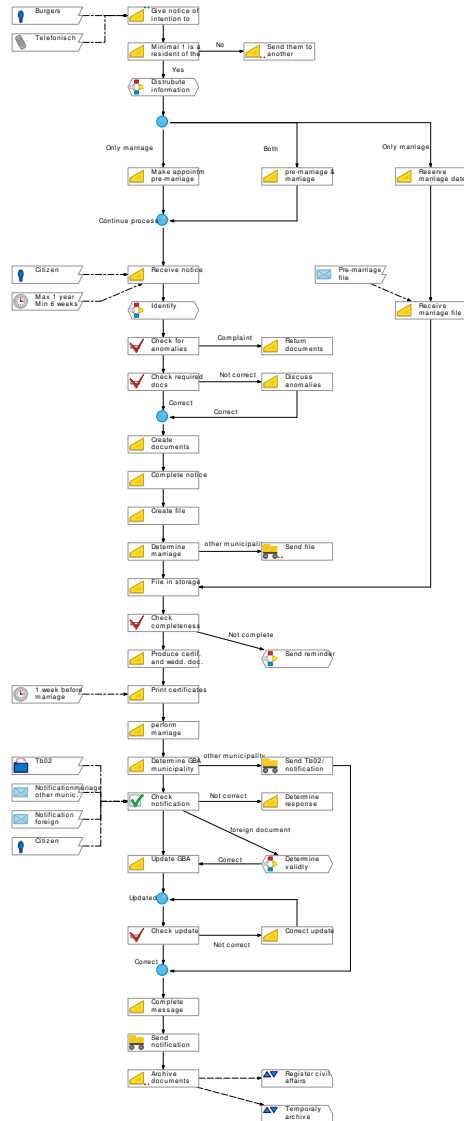 Burgers
Give notice of
intention to
Telefonisch
Minimal 1 is a
resident of the
No
Send them to
another
Yes
Distrubute
information
Only marriage
Both
Only marriage
Make appointm
pre-marriage
pre-marriage &
marriage
Reserve
marriage date
Continue process
Citizen
Receive notice
Pre-marriage
file
Max 1 year
Min 6 weeks
Identify
Receive
marriage file
Check for
anomalies
Complaint
Return
documents
Check required
docs
Not correct
Discuss
anomalies
Correct
Correct
Create
documents
Complete notice
Create file
Determine
marriage
other municipality
Send file
File in storage
Check
completeness
Not complete
Send reminder
Produce certif.
and wedd. doc.
1 week before
marriage
Print certificates
perform
marriage
Tb02
Determine GBA
municipality
other municipality
Send Tb02/
notification
Notificationmariage
other munic.
Check
notification
Not correct
Determine
response
Notification
foreign
foreign document
Citizen
Update GBA
Correct
Determine
validly
Updated
Check update
Not correct
Correct update
Correct
Complete
message
Send
notification
Archive
documents
Register civil
affairs
Temporaly
archive